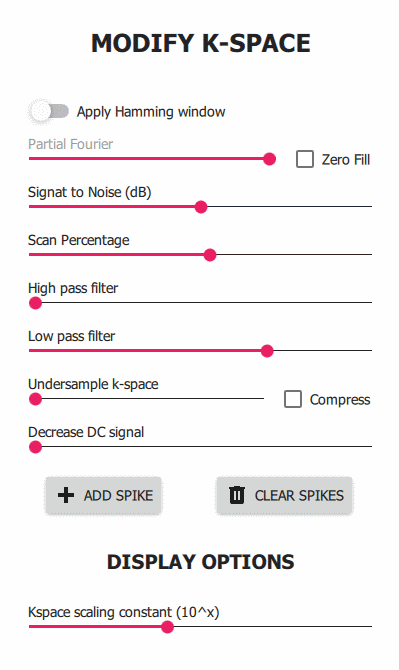 MODIFY K-SPACE
Apply Hamming window
Partial Fourier
Zero Fill
Signat to Noise (dB)
Scan Percentage
High pass filter
Low pass filter
Undersample k-space
Compress
Decrease DC signal
ADD SPIKE
CLEAR SPIKES
DISPLAY OPTIONS
Kspace scaling constant (10^x)